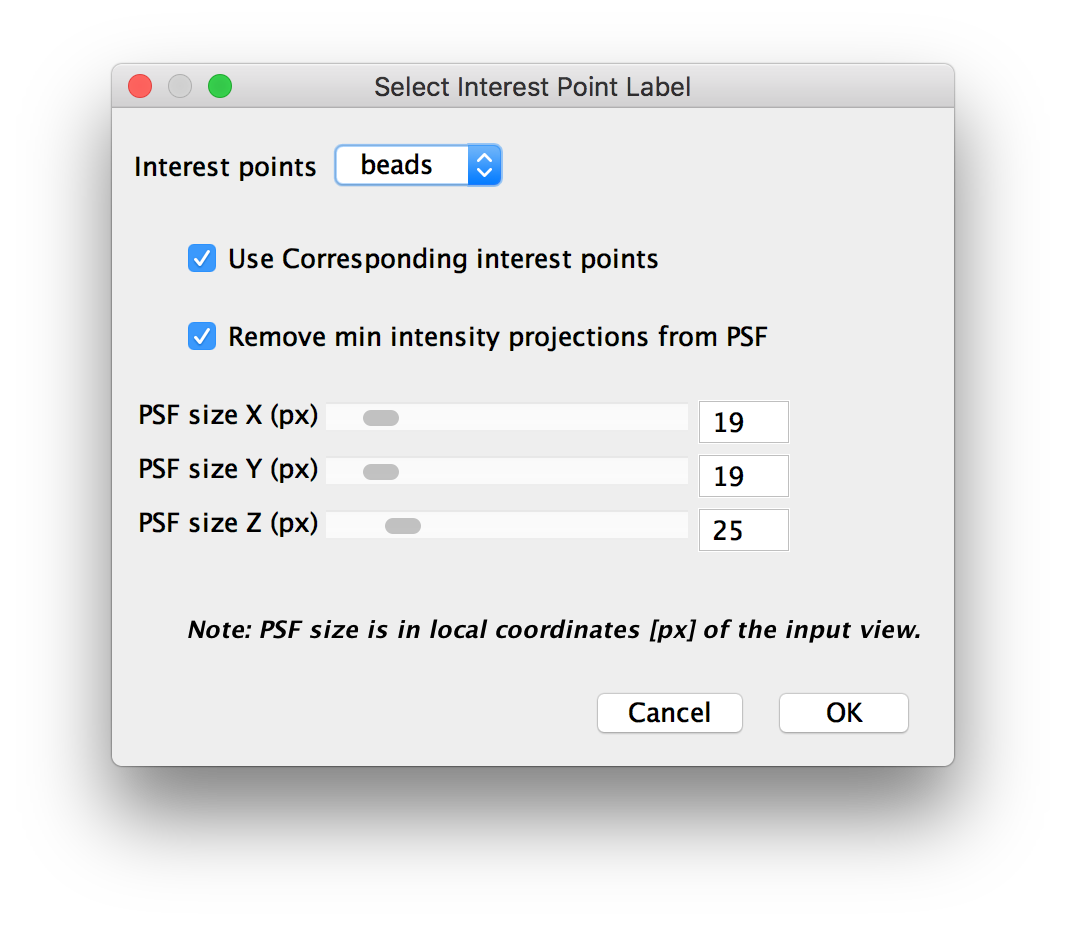 Select Interest Point Label
Interest points beads
Use Corresponding interest points
Remove min intensity projections from PSF
PSF size X (px) 19
PSF size Y (px) 19
PSF size Z (px) 25
Note: PSF size is in local coordinates [px] of the input view.
Cancel OK